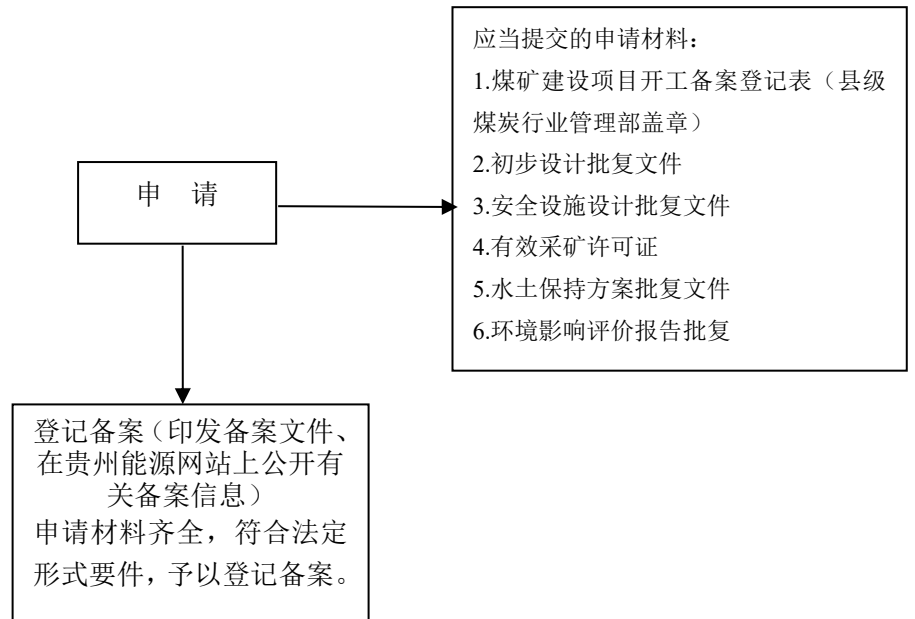 申 请
应当提交的申请材料：
1.煤矿建设项目开工备案登记表（县级
煤炭行业管理部盖章）
2.初步设计批复文件
3.安全设施设计批复文件
4.有效采矿许可证
5.水土保持方案批复文件
6.环境影响评价报告批复
登记备案（印发备案文件、
在贵州能源网站上公开有
关备案信息）
申请材料齐全，符合法定
形式要件，予以登记备案。